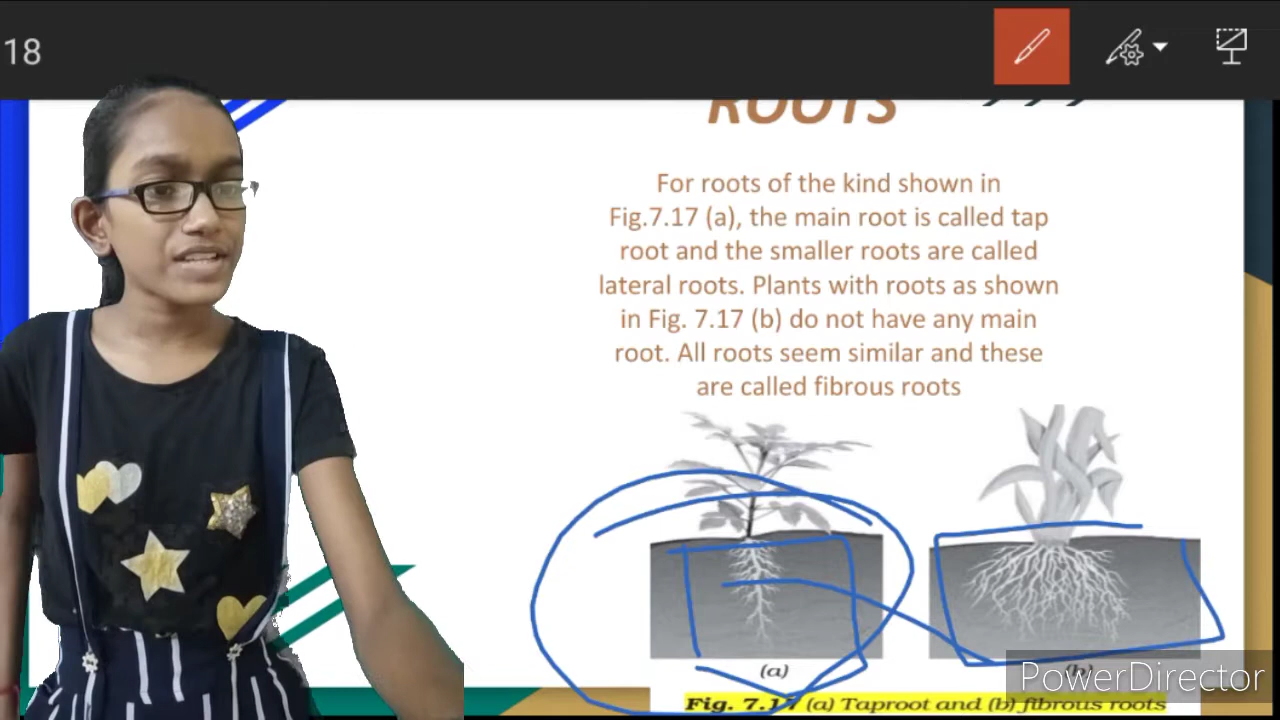 18
ROOTS
For roots of the kind shown in
Fig.7.17 (a), the main root is called tap
root and the smaller roots are called
lateral roots. Plants with roots as shown
in Fig. 7.17 (b) do not have any main
root. All roots seem similar and these
are called fibrous roots
(a)
(b)
Fig. 7.17 (a) Taproot and (b) fibrous roots
PowerDirector